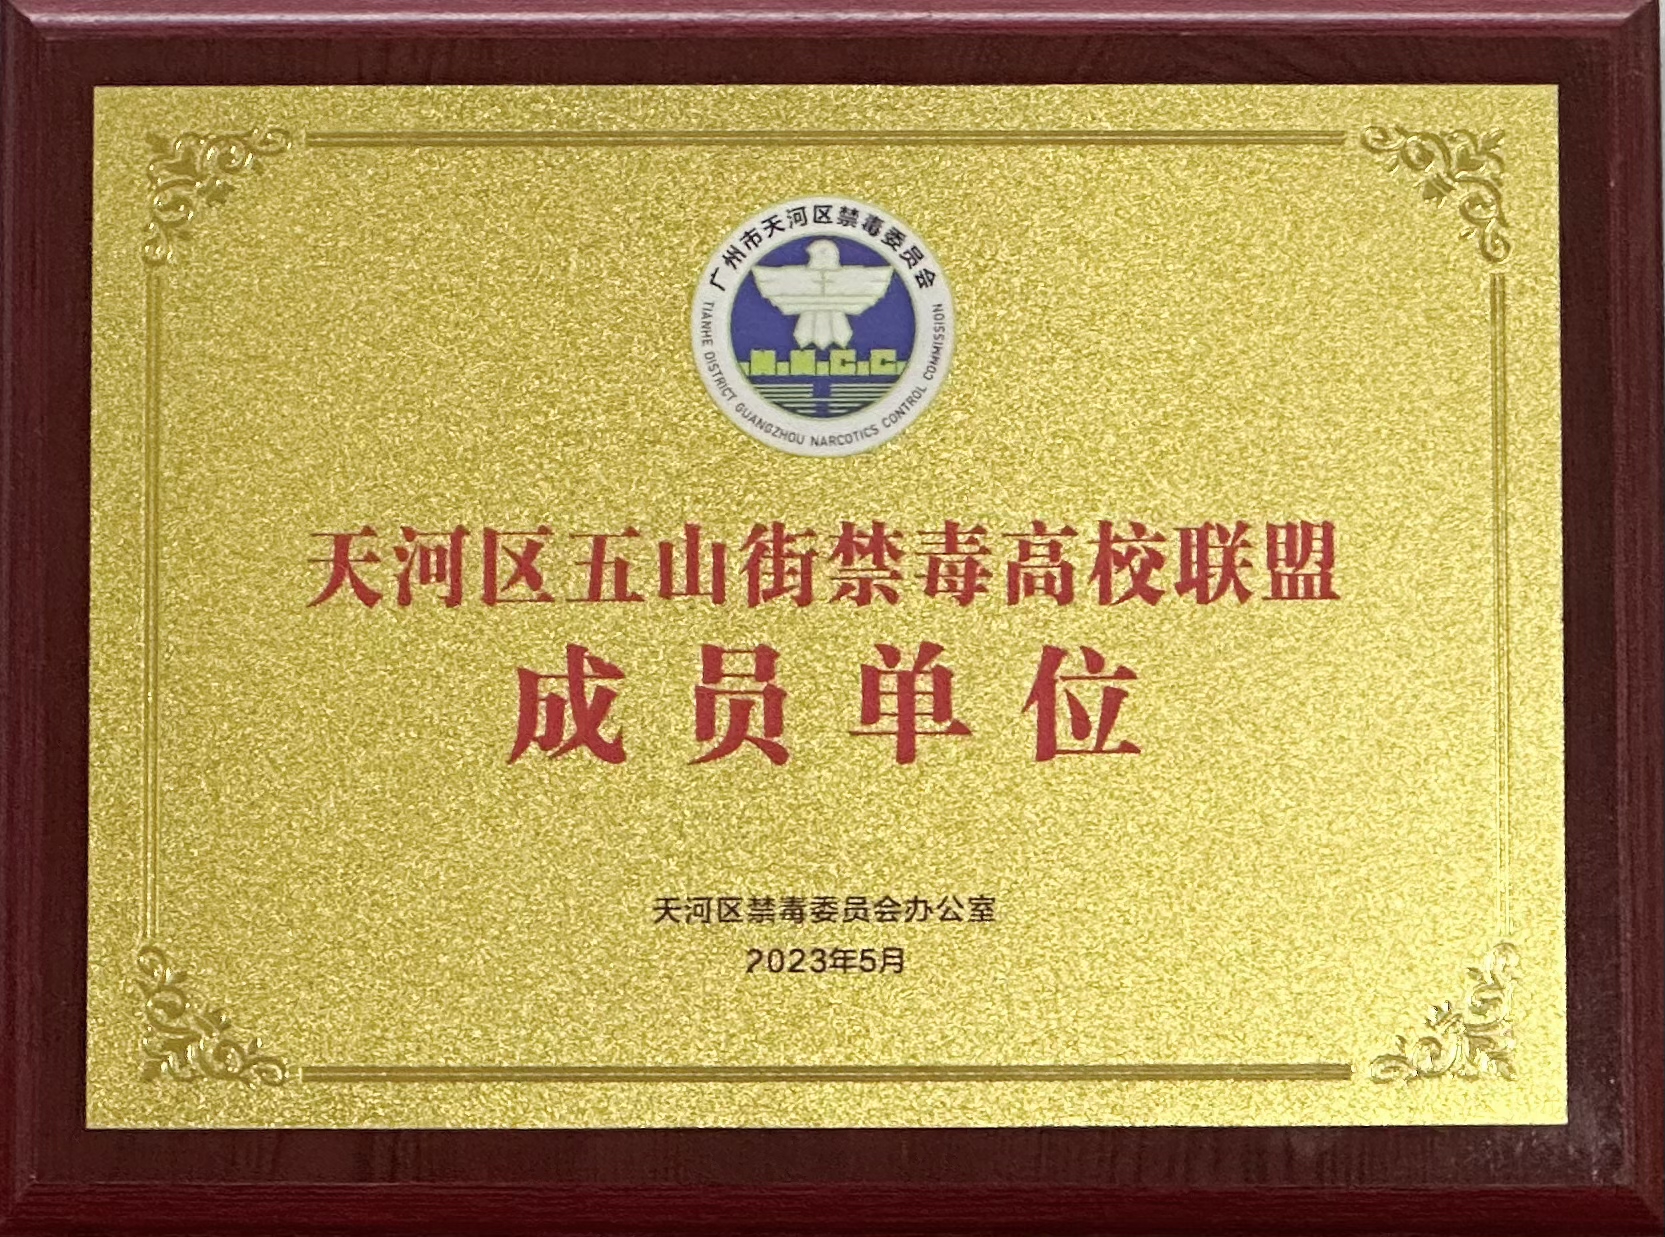 广州市天河区禁毒委员会
N.N.C.C.
TIANHE DISTRICT GUANGZHOU NARCOTICS CONTROL COMMISSION
天河区五山街禁毒高校联盟
成员单位
天河区禁毒委员会办公室
2023年5月